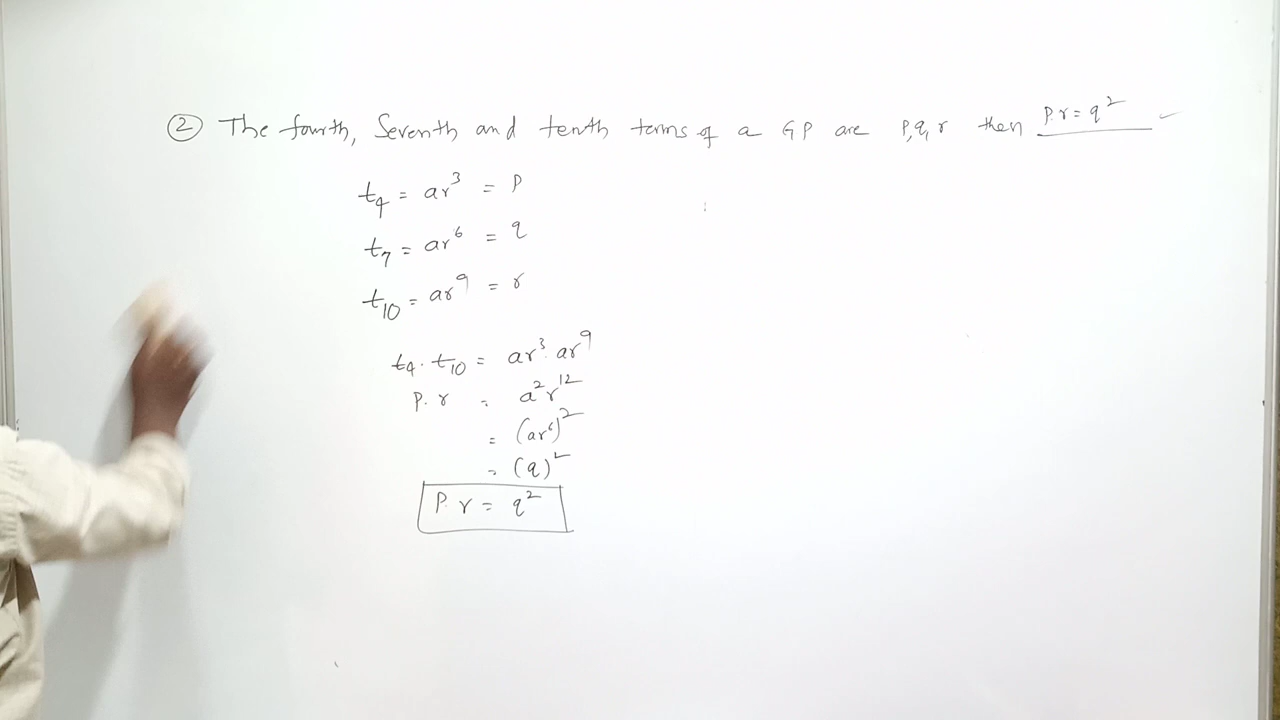 ② The fourth, Seventh and tenth terms of a GP are p,q,r then p.r = q²
t₄ = ar³ = p
t₇ = ar⁶ = q
t₁₀ = ar⁹ = r
t₄. t₁₀ = ar³. ar⁹
p. r = a²r¹²
= (ar⁶)²
= (q)²
p. r = q²